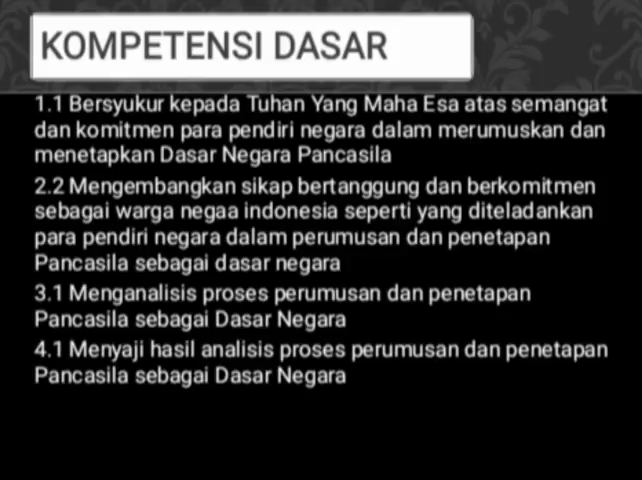 KOMPETENSI DASAR
1.1 Bersyukur kepada Tuhan Yang Maha Esa atas semangat
dan komitmen para pendiri negara dalam merumuskan dan
menetapkan Dasar Negara Pancasila
2.2 Mengembangkan sikap bertanggung dan berkomitmen
sebagai warga negaa indonesia seperti yang diteladankan
para pendiri negara dalam perumusan dan penetapan
Pancasila sebagai dasar negara
3.1 Menganalisis proses perumusan dan penetapan
Pancasila sebagai Dasar Negara
4.1 Menyaji hasil analisis proses perumusan dan penetapan
Pancasila sebagai Dasar Negara